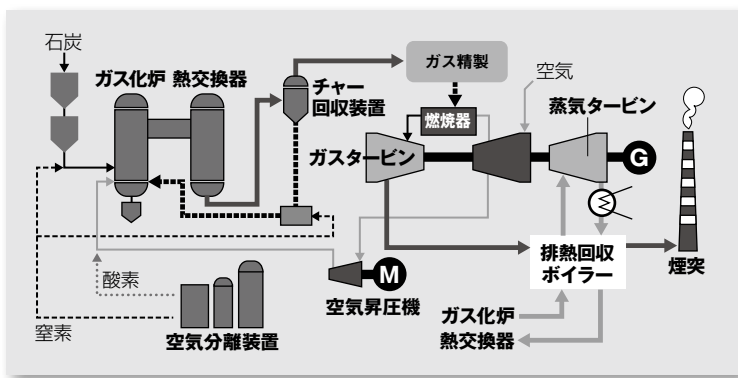 石炭
ガス化炉
熱交換器
チャー
回収装置
ガス精製
燃焼器
空気
蒸気タービン
ガスタービン
G
排熱回収
ボイラー
煙突
酸素
窒素
空気分離装置
M
空気昇圧機
ガス化炉
熱交換器